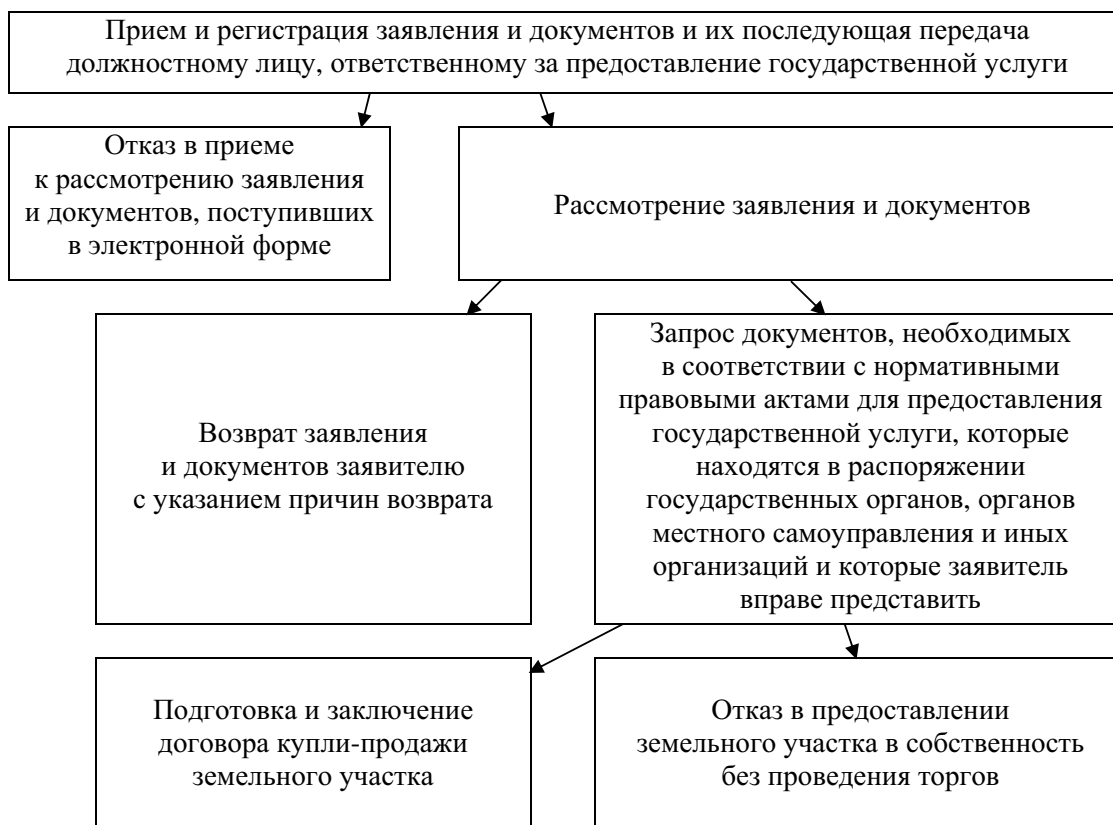 Прием и регистрация заявления и документов и их последующая передача
должностному лицу, ответственному за предоставление государственной услуги
Отказ в приеме
к рассмотрению заявления
и документов, поступивших
в электронной форме
Рассмотрение заявления и документов
Возврат заявления
и документов заявителю
с указанием причин возврата
Запрос документов, необходимых
в соответствии с нормативными
правовыми актами для предоставления
государственной услуги, которые
находятся в распоряжении
государственных органов, органов
местного самоуправления и иных
организаций и которые заявитель
вправе представить
Подготовка и заключение
договора купли-продажи
земельного участка
Отказ в предоставлении
земельного участка в собственность
без проведения торгов